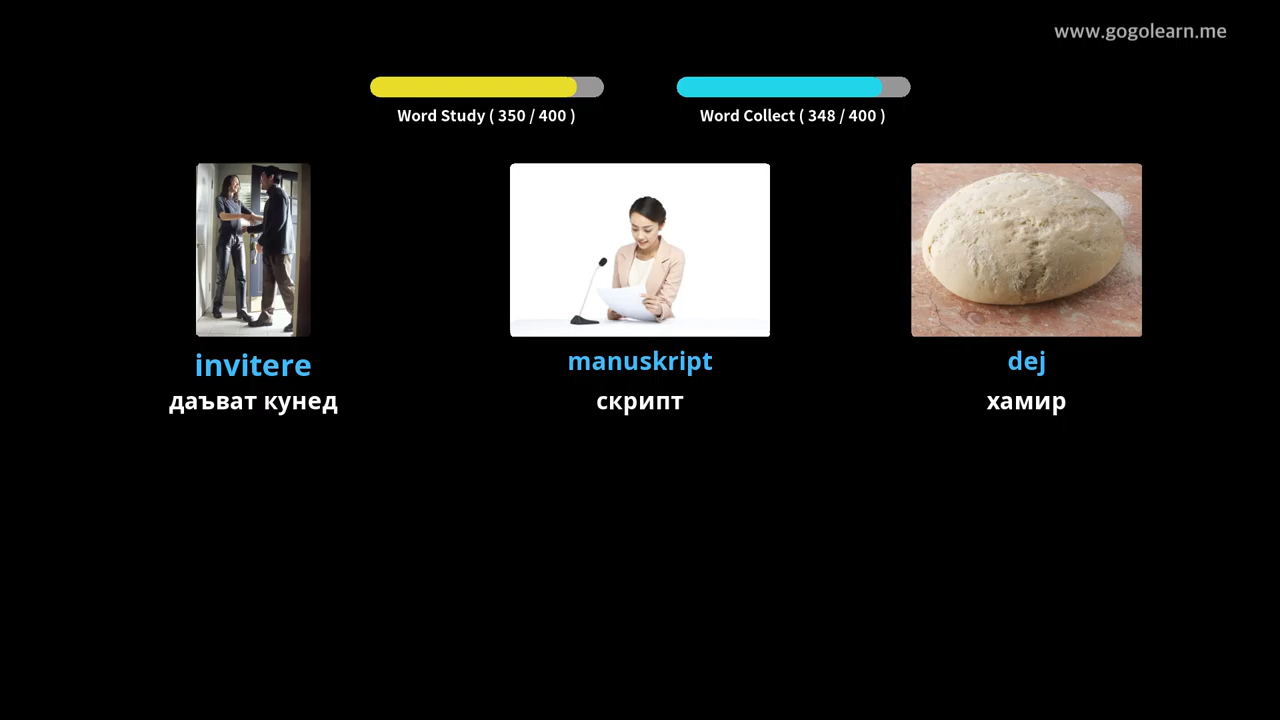 www.gogolearn.me
Word Study ( 350 / 400 )
Word Collect ( 348 / 400 )
invitere
даъват кунед
manuskript
скрипт
dej
хамир